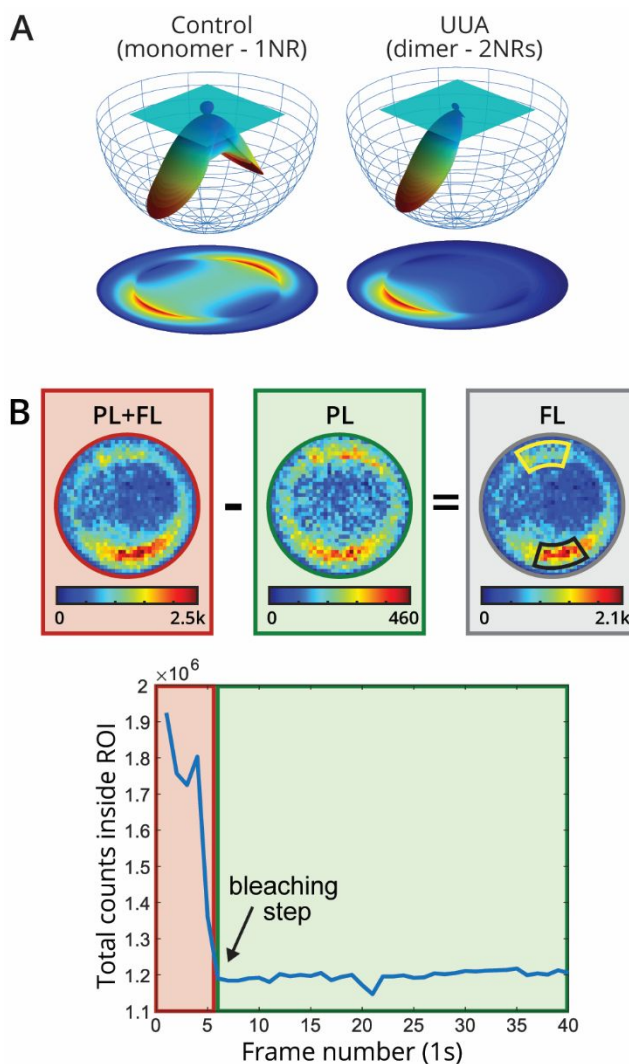 A
Control
(monomer - 1NR)
UUA
(dimer - 2NRs)
B
PL+FL
-
PL
=
FL
0 2.5k
0 460
0 2.1k
×10⁶
2
1.9
1.8
1.7
1.6
1.5
1.4
1.3
1.2
1.1
Total counts inside ROI
bleaching
step
0 5 10 15 20 25 30 35 40
Frame number (1s)